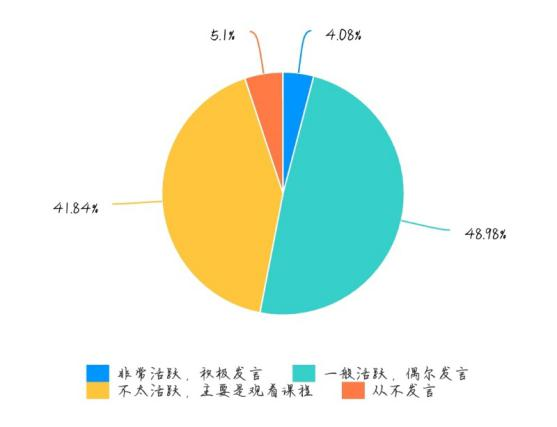 5.1% 4.08%
41.84%
48.98%
非常活跃，积极发言 一般活跃，偶尔发言
不太活跃，主要是观看课程 从不发言